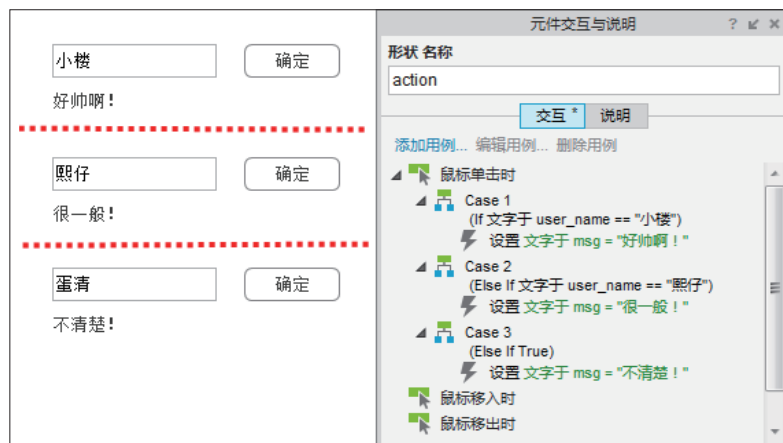 小楼 确定
好帅啊!
熙仔 确定
很一般!
蛋清 确定
不清楚!
元件交互与说明 ?
形状 名称
action
交互 * 说明
添加用例... 编辑用例... 删除用例
鼠标单击时
Case 1
(If 文字于 user_name == "小楼")
设置 文字于 msg = "好帅啊！"
Case 2
(Else If 文字于 user_name == "熙仔")
设置 文字于 msg = "很一般！"
Case 3
(Else If True)
设置 文字于 msg = "不清楚！"
鼠标移入时
鼠标移出时